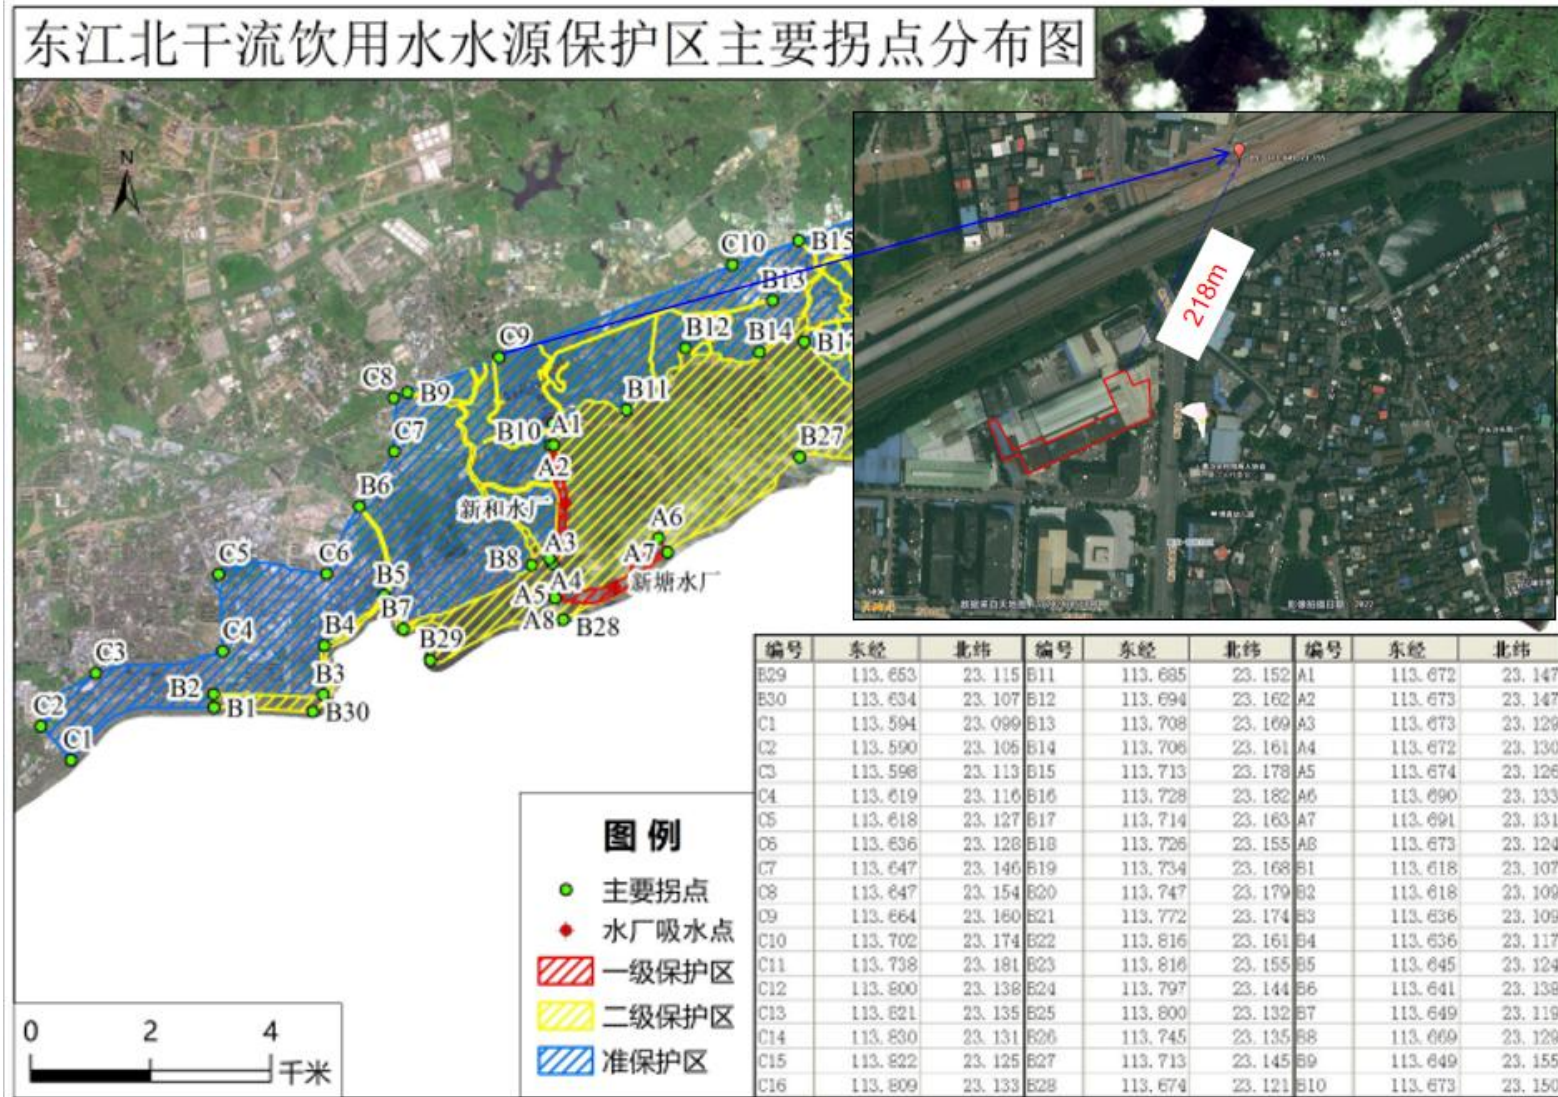 东江北干流饮用水水源保护区主要拐点分布图
N
218m
C10
B15
B13
C9
B12
B14
B17
C8
B9
B11
C7
B10
A1
B27
A2
B6
新和水厂
A6
C5
C6
B8
A3
A7
B5
A4
新塘水厂
A5
B7
A8
B28
C4
B4
B29
C3
B3
B2
C2
B1
B30
C1
图例
主要拐点
水厂吸水点
一级保护区
二级保护区
准保护区
0 2 4
千米
编号 东经 北纬 编号 东经 北纬 编号 东经 北纬
B29 113.653 23.115 B11 113.685 23.152 A1 113.672 23.147
B30 113.634 23.107 B12 113.694 23.162 A2 113.673 23.147
C1 113.594 23.099 B13 113.708 23.169 A3 113.673 23.129
C2 113.590 23.105 B14 113.706 23.161 A4 113.672 23.130
C3 113.598 23.113 B15 113.713 23.178 A5 113.674 23.126
C4 113.619 23.116 B16 113.728 23.182 A6 113.690 23.133
C5 113.618 23.127 B17 113.714 23.163 A7 113.691 23.131
C6 113.636 23.128 B18 113.726 23.155 A8 113.673 23.124
C7 113.647 23.146 B19 113.734 23.168 B1 113.618 23.107
C8 113.647 23.154 B20 113.747 23.179 B2 113.618 23.109
C9 113.664 23.160 B21 113.772 23.174 B3 113.636 23.109
C10 113.702 23.174 B22 113.816 23.161 B4 113.636 23.117
C11 113.738 23.181 B23 113.816 23.155 B5 113.645 23.124
C12 113.800 23.138 B24 113.797 23.144 B6 113.641 23.138
C13 113.821 23.135 B25 113.800 23.132 B7 113.649 23.119
C14 113.830 23.131 B26 113.745 23.135 B8 113.669 23.129
C15 113.822 23.125 B27 113.713 23.145 B9 113.649 23.155
C16 113.809 23.133 B28 113.674 23.121 B10 113.673 23.150